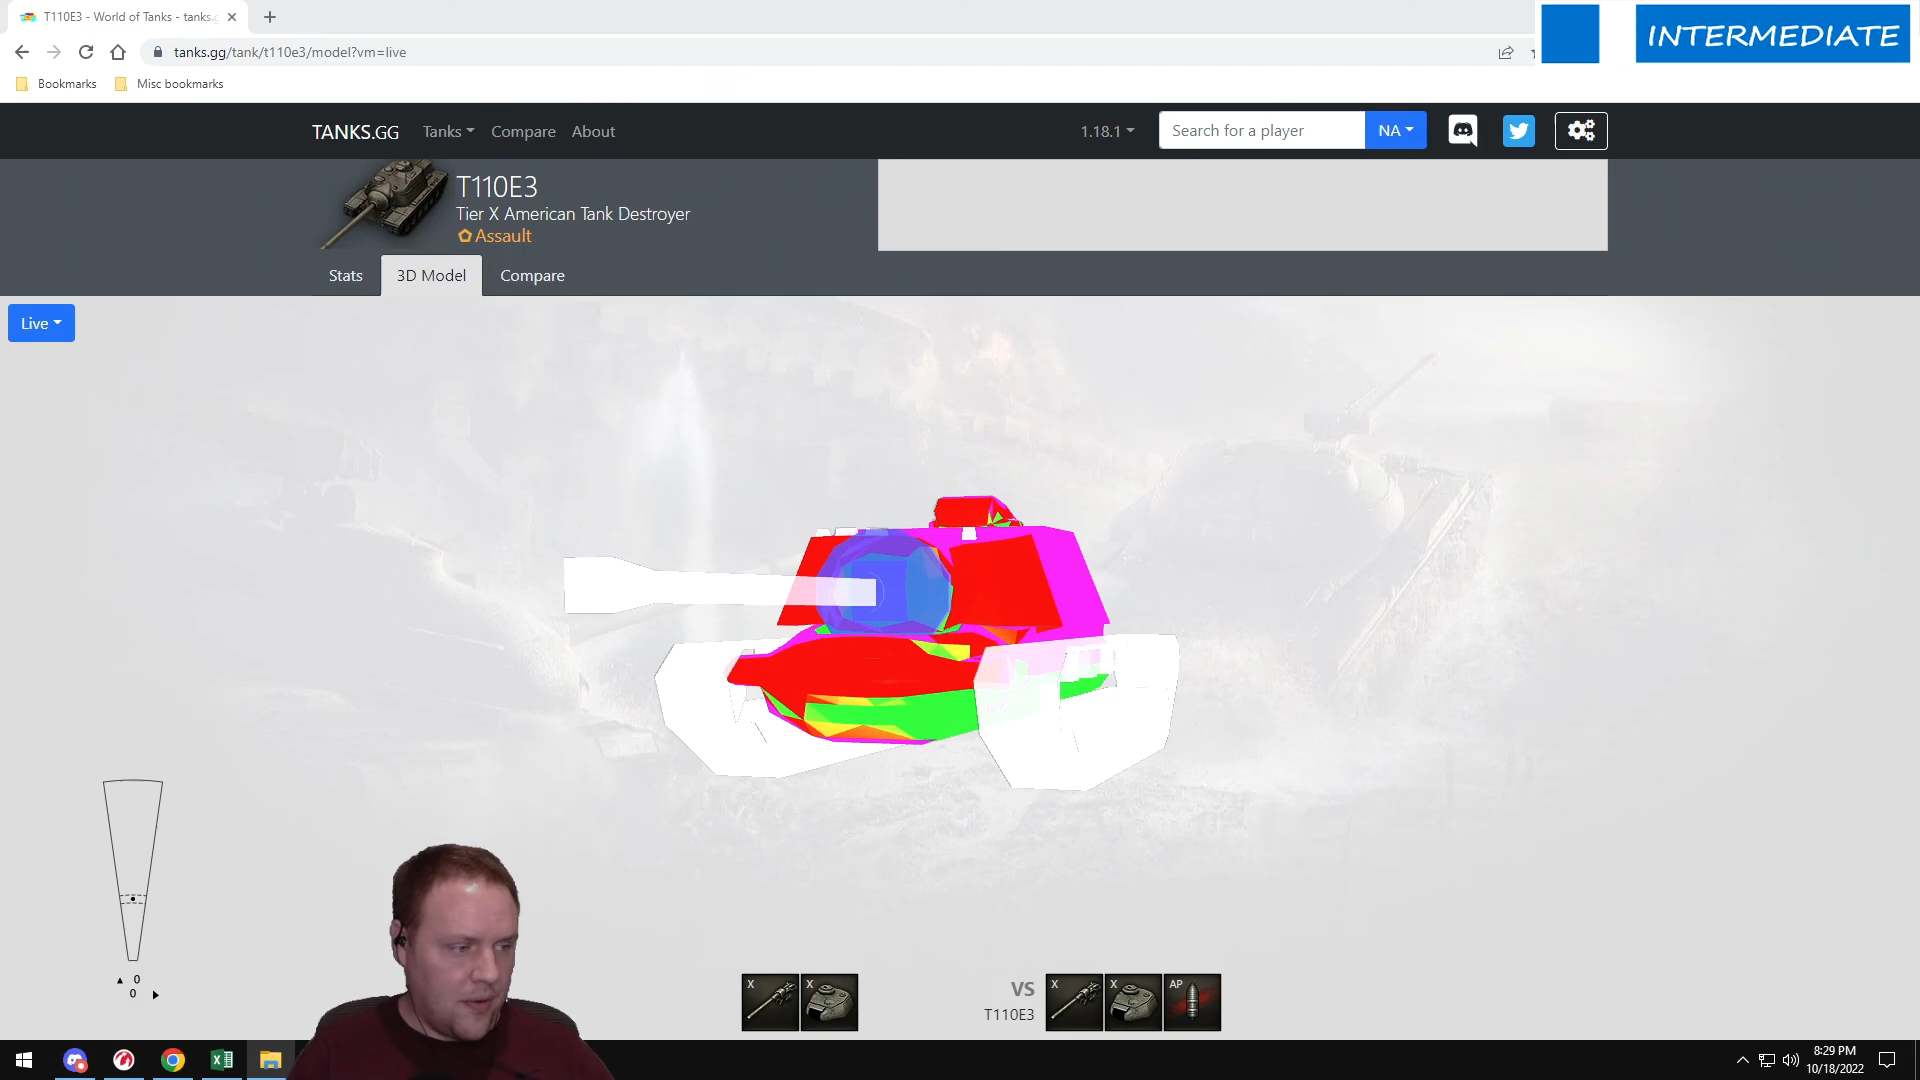 T110E3 - World of Tanks - tanks.g
tanks.gg/tank/t110e3/model?vm=live
INTERMEDIATE
Bookmarks
Misc bookmarks
TANKS.GG
Tanks
Compare
About
1.18.1
Search for a player
NA
T110E3
Tier X American Tank Destroyer
Assault
Stats
3D Model
Compare
Live
0
0
X
X
VS
T110E3
X
X
AP
8:29 PM
10/18/2022